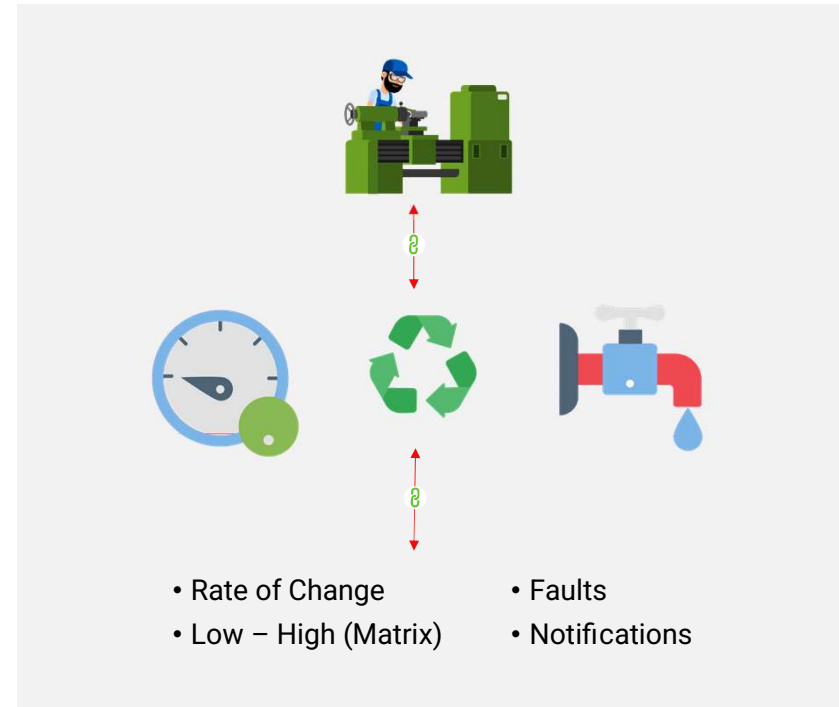 • Rate of Change
• Low – High (Matrix)
• Faults
• Notifications